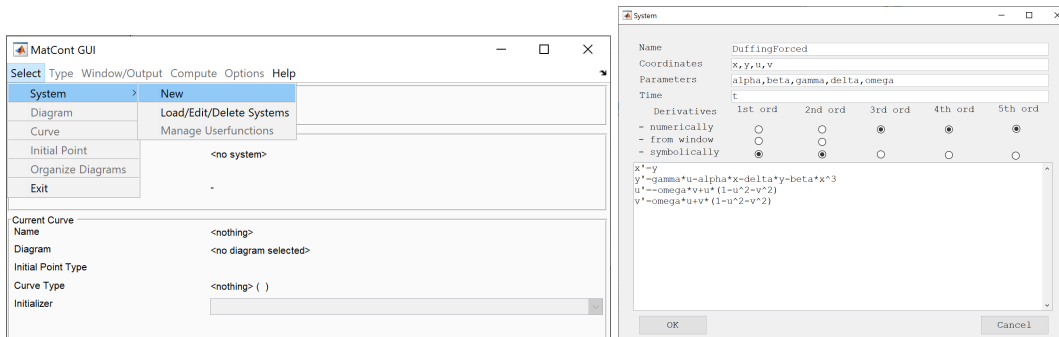 MatCont GUI
Select Type Window/Output Compute Options Help
System > New
Diagram Load/Edit/Delete Systems
Curve Manage Userfunctions
Initial Point <no system>
Organize Diagrams
Exit -
Current Curve
Name <nothing>
Diagram <no diagram selected>
Initial Point Type
Curve Type <nothing> ( )
Initializer
System
Name DuffingForced
Coordinates x,y,u,v
Parameters alpha,beta,gamma,delta,omega
Time t
Derivatives 1st ord 2nd ord 3rd ord 4th ord 5th ord
- numerically
- from window
- symbolically
x'=y
y'=gamma*u-alpha*x-delta*y-beta*x^3
u'=-omega*v+u*(1-u^2-v^2)
v'=omega*u+v*(1-u^2-v^2)
OK Cancel